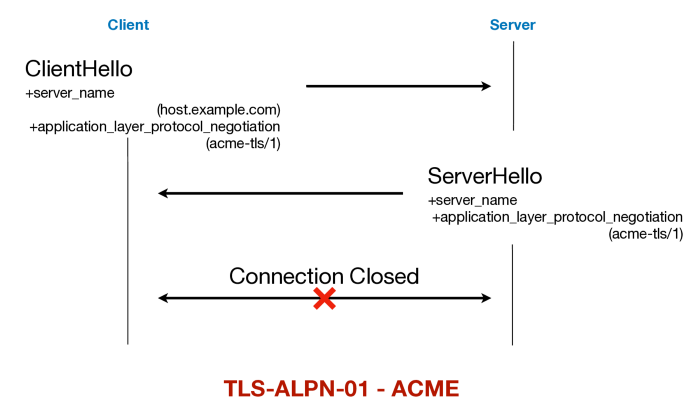 Client
Server
ClientHello
+server_name
(host.example.com)
+application_layer_protocol_negotiation
(acme-tls/1)
ServerHello
+server_name
+application_layer_protocol_negotiation
(acme-tls/1)
Connection Closed
TLS-ALPN-01 - ACME